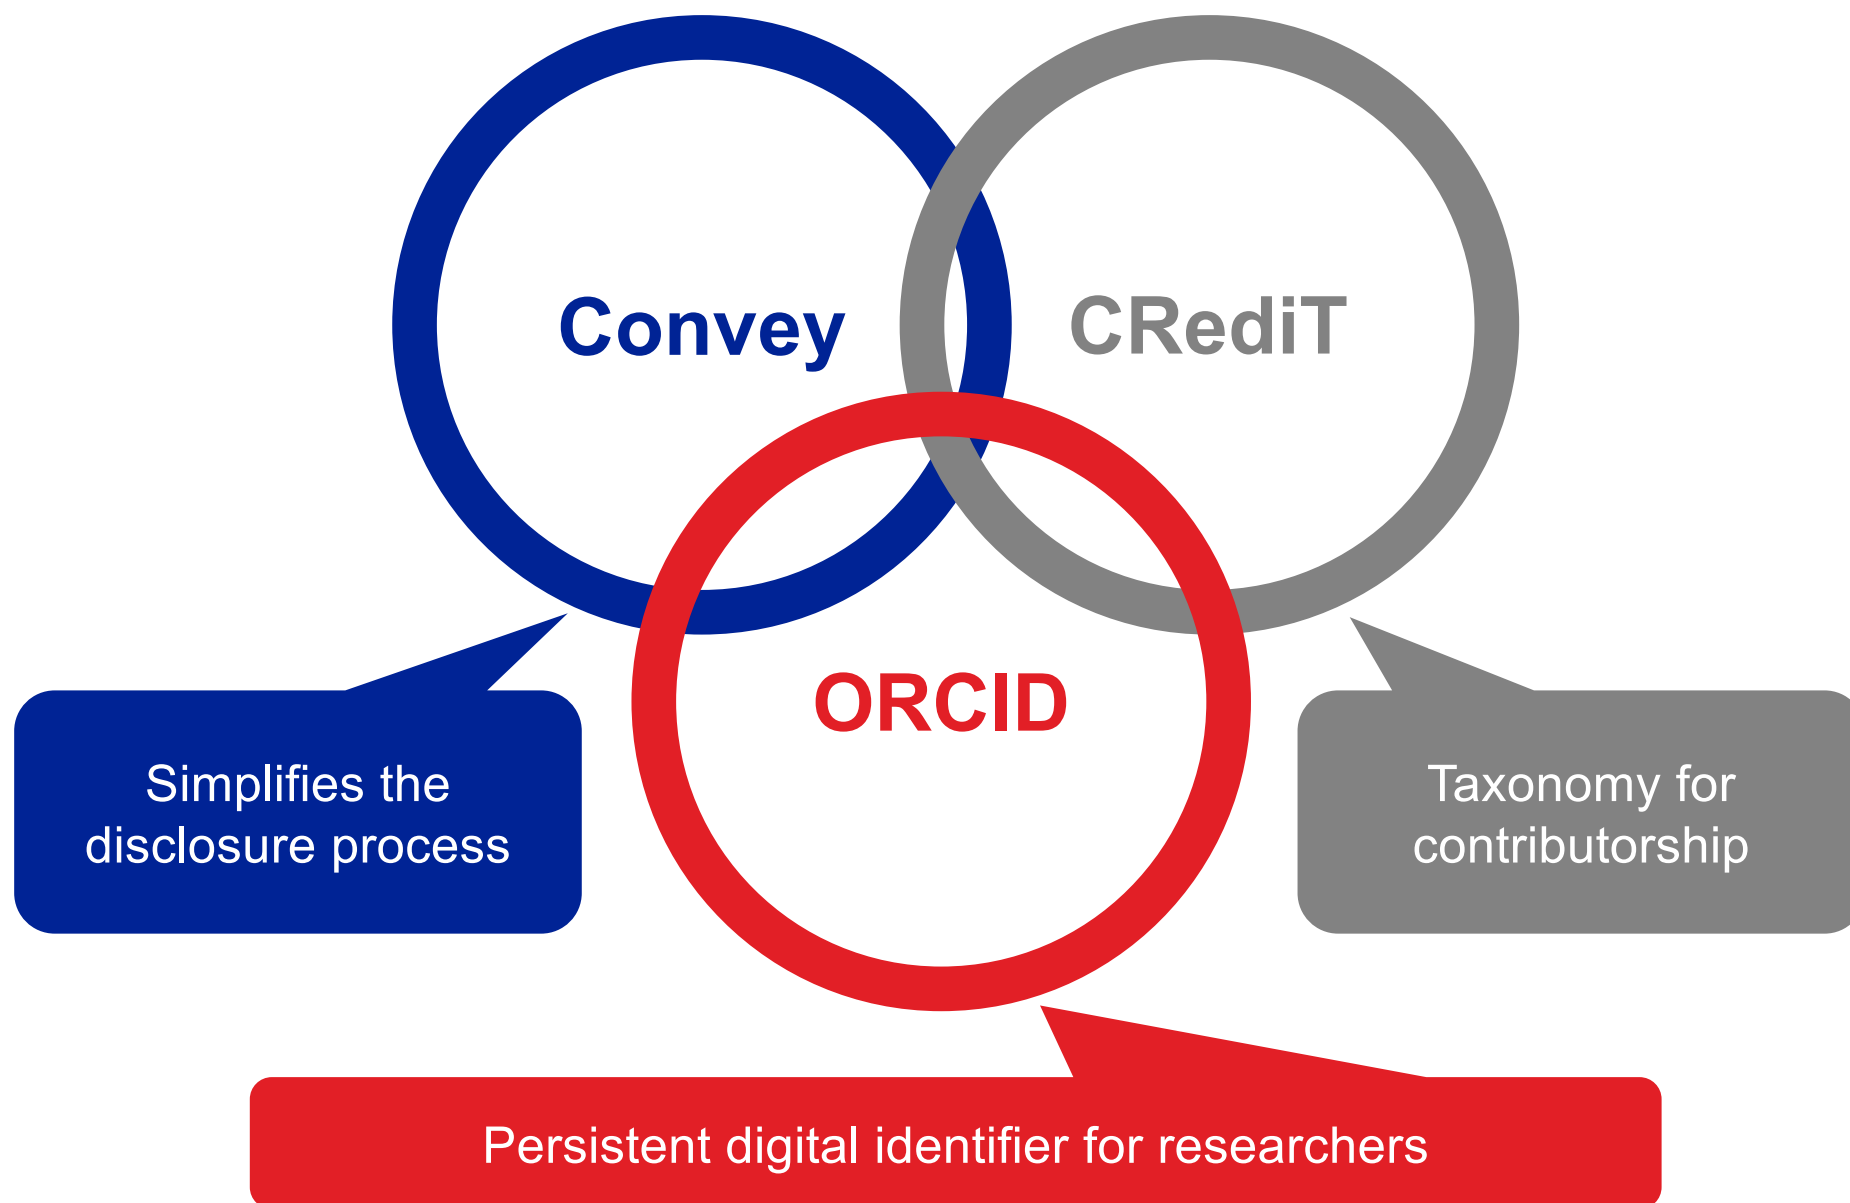 Convey
CRediT
ORCID
Simplifies the
disclosure process
Taxonomy for
contributorship
Persistent digital identifier for researchers